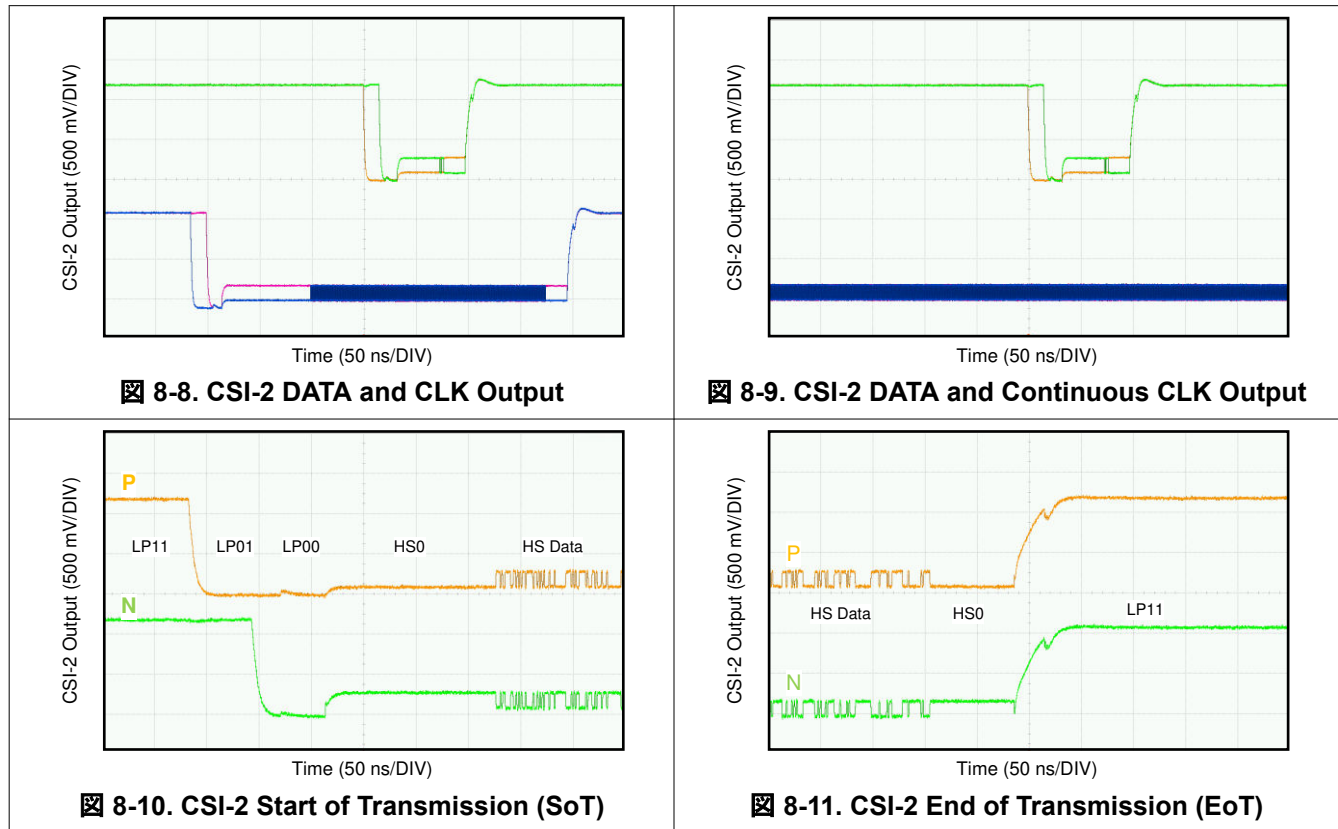 CSI-2 Output (500 mV/DIV)
Time (50 ns/DIV)
図 8-8. CSI-2 DATA and CLK Output
CSI-2 Output (500 mV/DIV)
Time (50 ns/DIV)
図 8-9. CSI-2 DATA and Continuous CLK Output
CSI-2 Output (500 mV/DIV)
P
LP11 LP01 LP00 HS0 HS Data
N
Time (50 ns/DIV)
図 8-10. CSI-2 Start of Transmission (SoT)
CSI-2 Output (500 mV/DIV)
P
HS Data HS0 LP11
N
Time (50 ns/DIV)
図 8-11. CSI-2 End of Transmission (EoT)